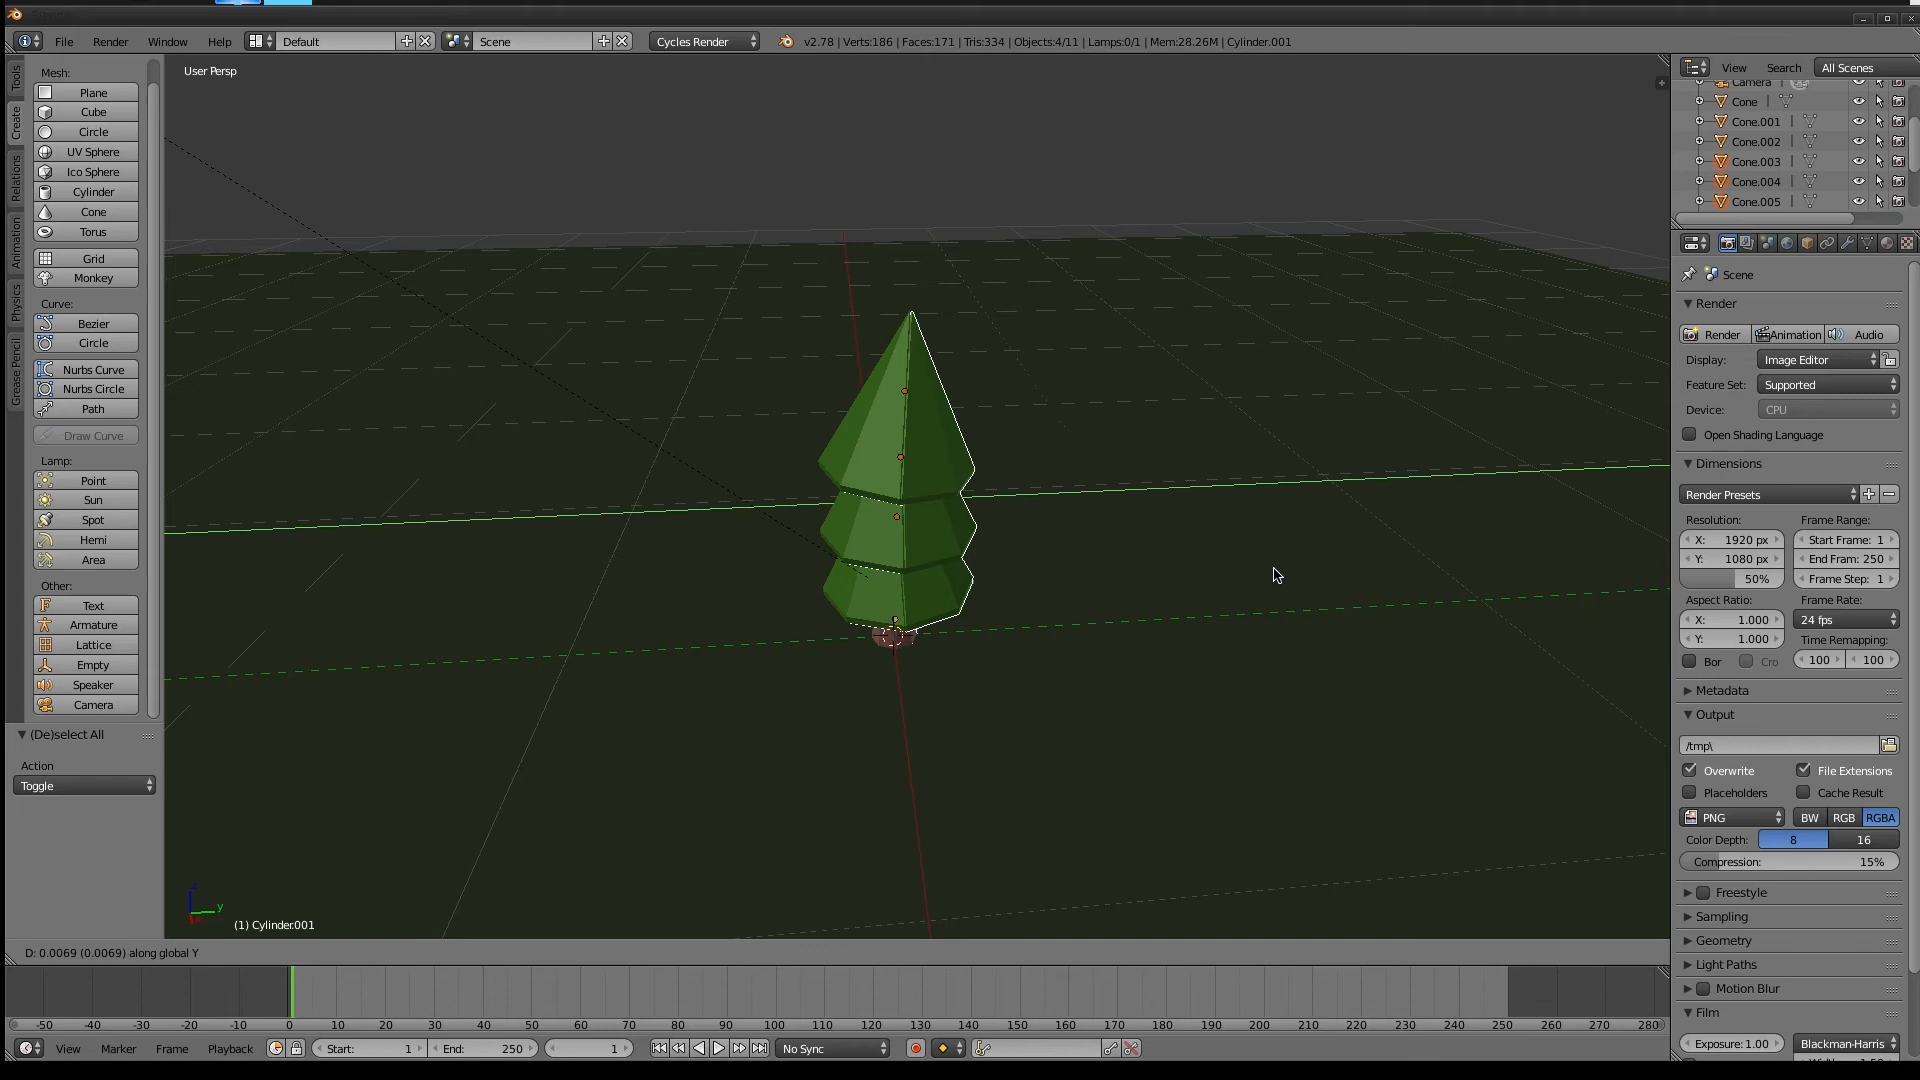 File Render Window Help Default Scene Cycles Render v2.78 | Verts:186 | Faces:171 | Tris:334 | Objects:4/11 | Lamps:0/1 | Mem:28.26M | Cylinder.001
Tools
Create
Relations
Animation
Physics
Grease Pencil
Mesh:
Plane
Cube
Circle
UV Sphere
Ico Sphere
Cylinder
Cone
Torus
Grid
Monkey
Curve:
Bezier
Circle
Nurbs Curve
Nurbs Circle
Path
Draw Curve
Lamp:
Point
Sun
Spot
Hemi
Area
Other:
Text
Armature
Lattice
Empty
Speaker
Camera
(De)select All
Action
Toggle
User Persp
z
y
(1) Cylinder.001
D: 0.0069 (0.0069) along global Y
View Search All Scenes
Camera
Cone
Cone.001
Cone.002
Cone.003
Cone.004
Cone.005
Scene
Render
Render Animation Audio
Display: Image Editor
Feature Set: Supported
Device: CPU
Open Shading Language
Dimensions
Render Presets
Resolution: Frame Range:
X: 1920 px Start Frame: 1
Y: 1080 px End Fram: 250
50% Frame Step: 1
Aspect Ratio: Frame Rate:
X: 1.000 24 fps
Y: 1.000 Time Remapping:
Bor Cro 100 100
Metadata
Output
/tmp\
Overwrite File Extensions
Placeholders Cache Result
PNG BW RGB RGBA
Color Depth: 8 16
Compression: 15%
Freestyle
Sampling
Geometry
Light Paths
Motion Blur
Film
Exposure: 1.00 Blackman-Harris
-50 -40 -30 -20 -10 0 10 20 30 40 50 60 70 80 90 100 110 120 130 140 150 160 170 180 190 200 210 220 230 240 250 260 270 280
View Marker Frame Playback Start: 1 End: 250 1 No Sync